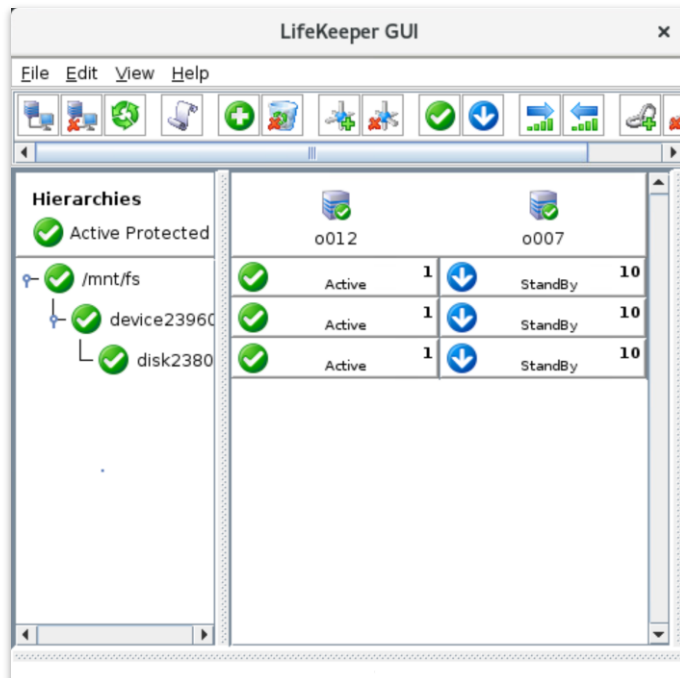 LifeKeeper GUI
File Edit View Help
Hierarchies
Active Protected
o012 o007
/mnt/fs Active 1 StandBy 10
device23960 Active 1 StandBy 10
disk2380 Active 1 StandBy 10